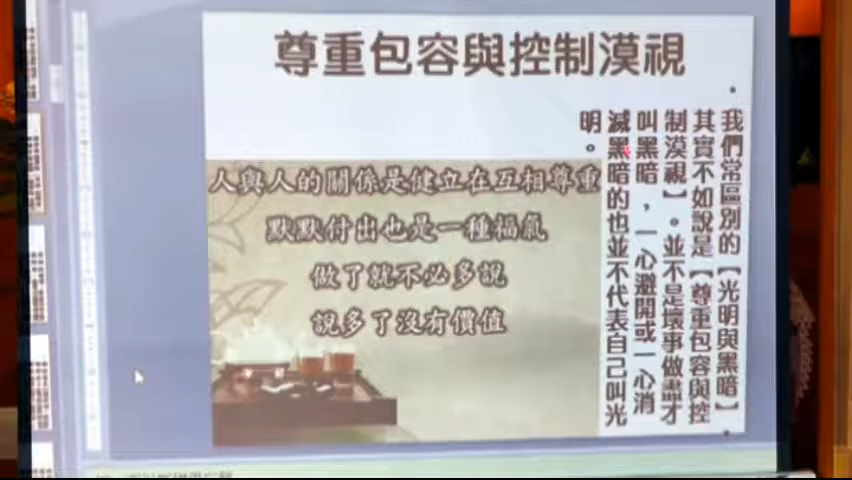 尊重包容與控制漠視
•我們常區別的【光明與黑暗】
其實不如說是【尊重包容與控
制漠視】。並不是壞事做盡才
叫黑暗，一心避開或一心消
滅黑暗的也並不代表自己叫光
明。
人與人的關係是健立在互相尊重
默默付出也是一種福氣
做了就不必多說
說多了沒有價值